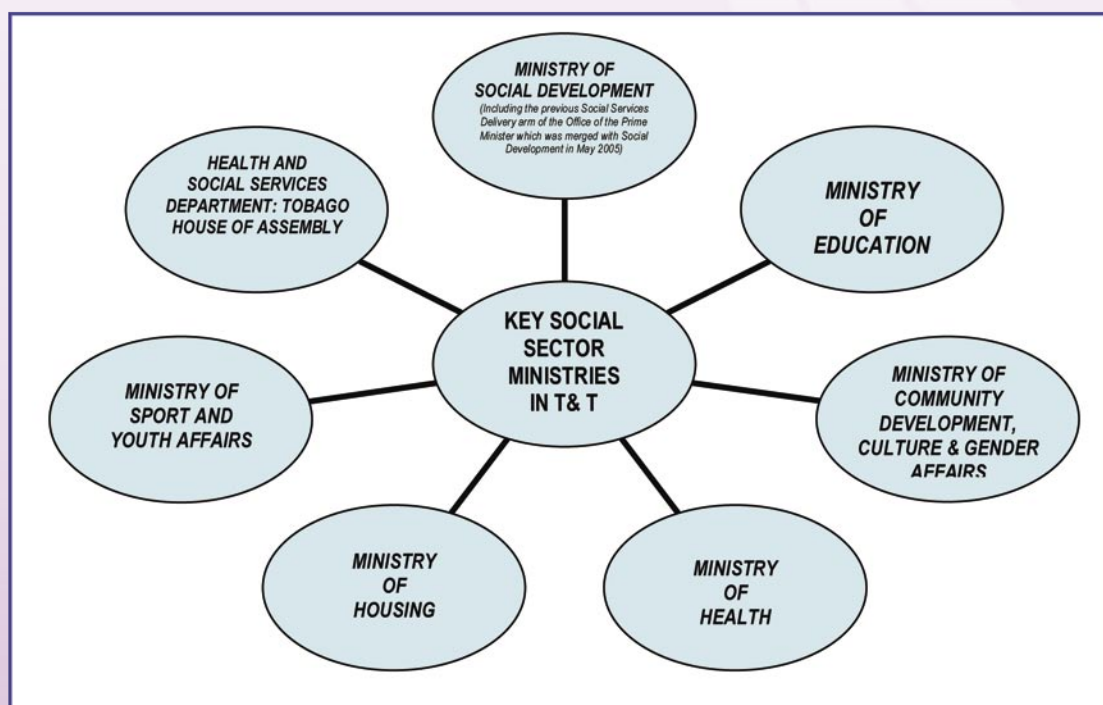 MINISTRY OF
SOCIAL DEVELOPMENT
(Including the previous Social Services
Delivery arm of the Office of the Prime
Minister which was merged with Social
Development in May 2005)
HEALTH AND
SOCIAL SERVICES
DEPARTMENT: TOBAGO
HOUSE OF ASSEMBLY
MINISTRY
OF
EDUCATION
KEY SOCIAL
SECTOR
MINISTRIES
IN T& T
MINISTRY OF
SPORT AND
YOUTH AFFAIRS
MINISTRY OF
COMMUNITY
DEVELOPMENT,
CULTURE & GENDER
AFFAIRS
MINISTRY
OF
HOUSING
MINISTRY
OF
HEALTH